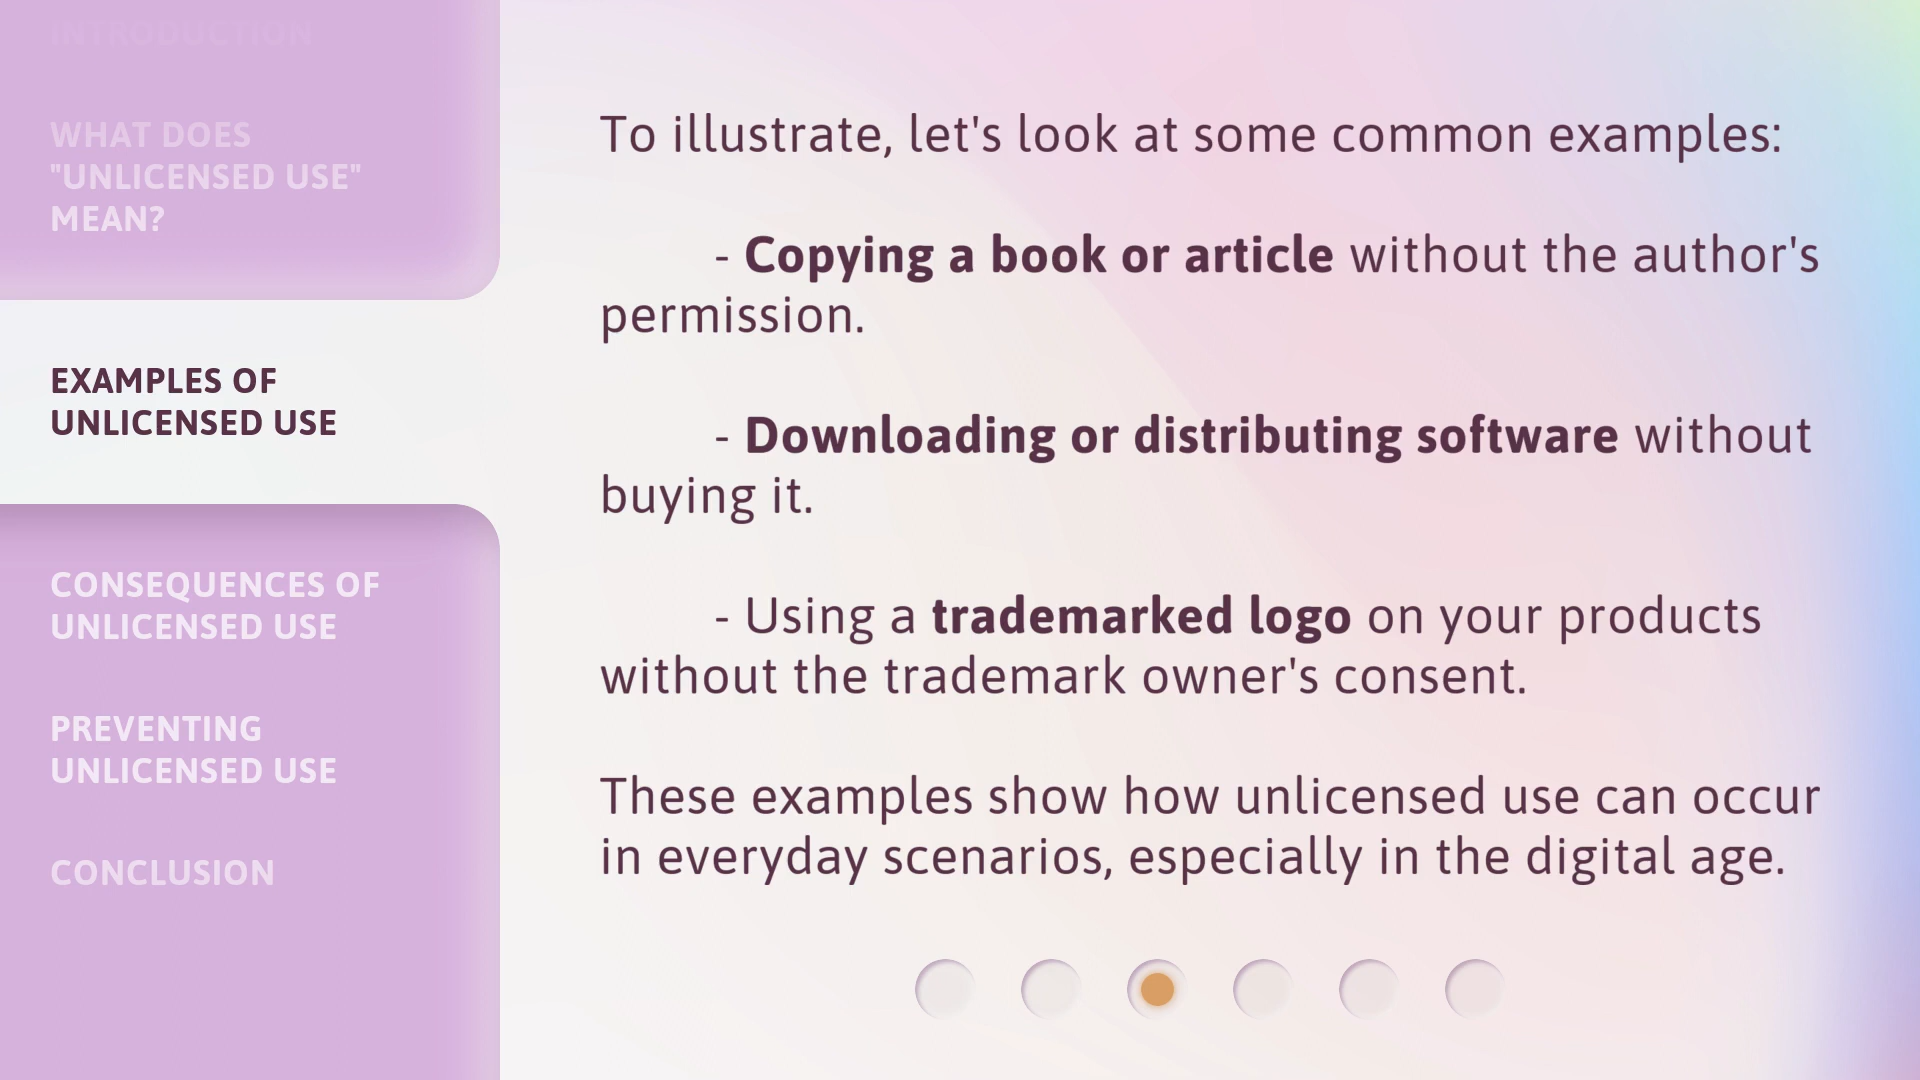 INTRODUCTION
WHAT DOES
"UNLICENSED USE"
MEAN?
EXAMPLES OF
UNLICENSED USE
CONSEQUENCES OF
UNLICENSED USE
PREVENTING
UNLICENSED USE
CONCLUSION
To illustrate, let's look at some common examples:
- Copying a book or article without the author's
permission.
- Downloading or distributing software without
buying it.
- Using a trademarked logo on your products
without the trademark owner's consent.
These examples show how unlicensed use can occur
in everyday scenarios, especially in the digital age.